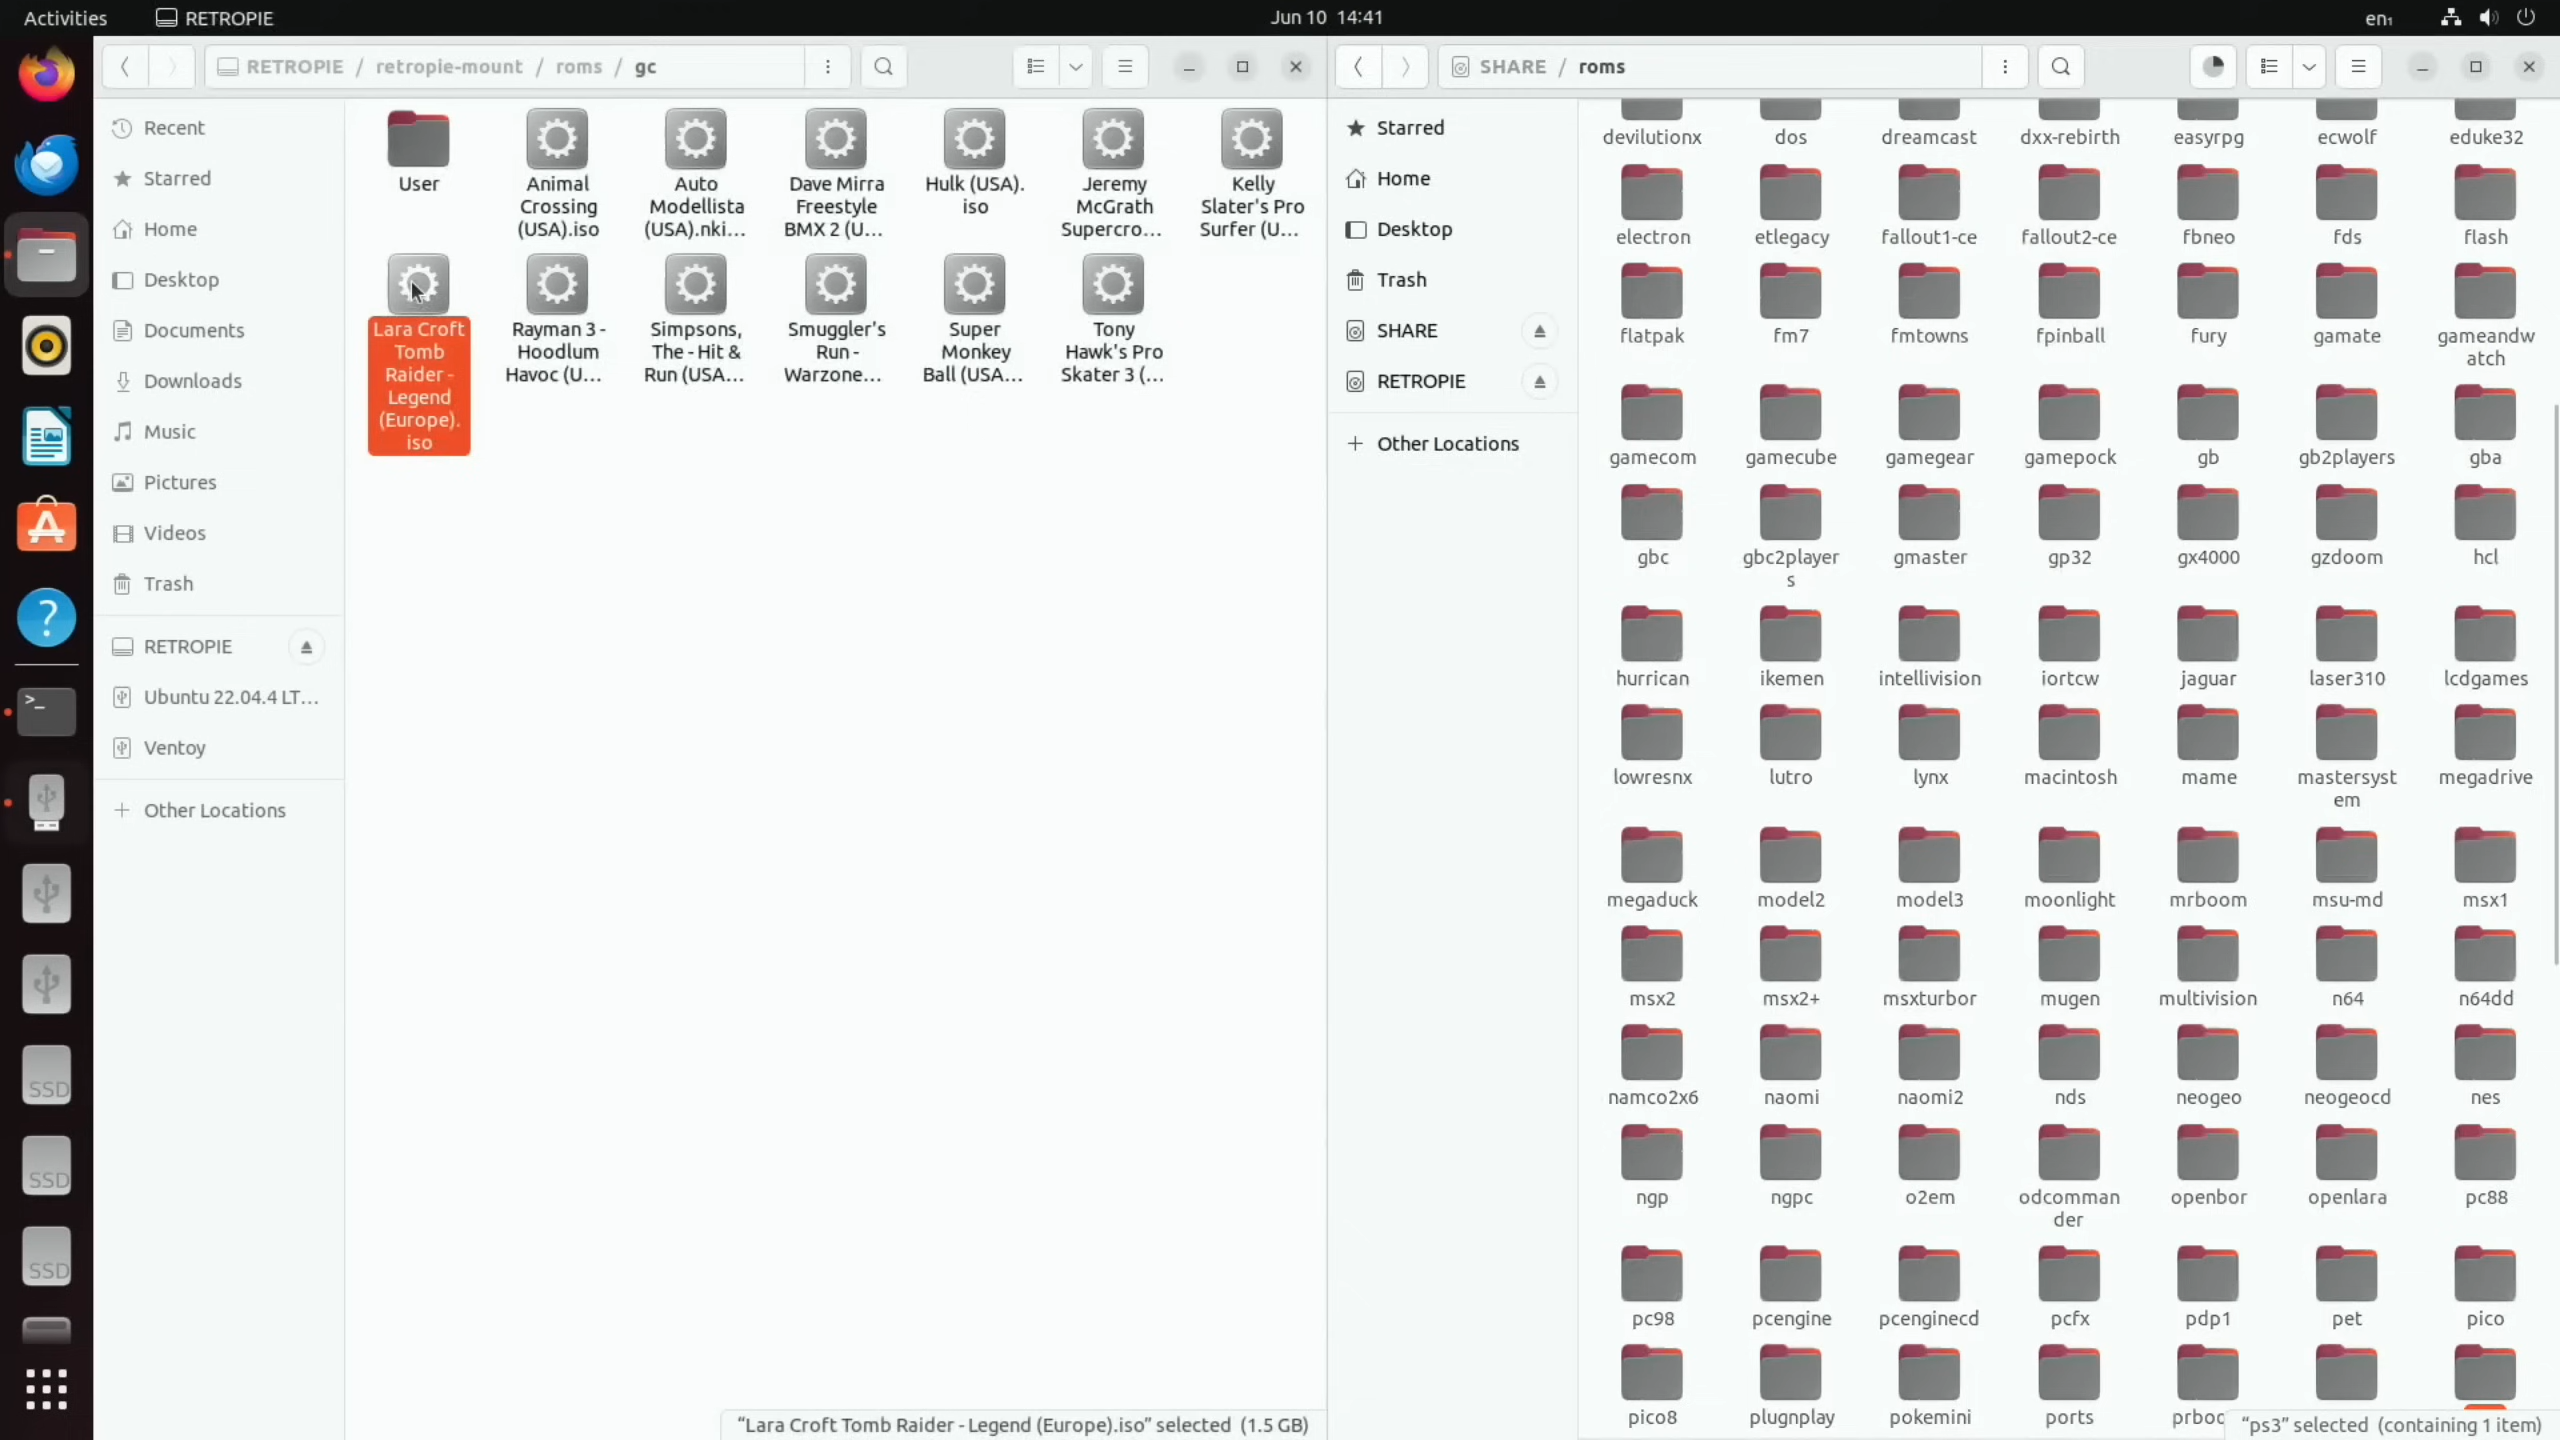 Activities
RETROPIE
Jun 10 14:41
en₁
RETROPIE / retropie-mount / roms / gc
SHARE / roms
Recent
Starred
Home
Desktop
Documents
Downloads
Music
Pictures
Videos
Trash
RETROPIE
Ubuntu 22.04.4 LT...
Ventoy
Other Locations
SSD
SSD
SSD
User
Animal
Crossing
(USA).iso
Auto
Modellista
(USA).nki...
Dave Mirra
Freestyle
BMX 2 (U...
Hulk (USA).
iso
Jeremy
McGrath
Supercro...
Kelly
Slater's Pro
Surfer (U...
Lara Croft
Tomb
Raider -
Legend
(Europe).
iso
Rayman 3 -
Hoodlum
Havoc (U...
Simpsons,
The - Hit &
Run (USA...
Smuggler's
Run -
Warzone...
Super
Monkey
Ball (USA...
Tony
Hawk's Pro
Skater 3 (...
"Lara Croft Tomb Raider - Legend (Europe).iso" selected (1.5 GB)
Starred
Home
Desktop
Trash
SHARE
RETROPIE
Other Locations
devilutionx dos dreamcast dxx-rebirth easyrpg ecwolf eduke32
electron etlegacy fallout1-ce fallout2-ce fbneo fds flash
flatpak fm7 fmtowns fpinball fury gamate gameandw
atch
gamecom gamecube gamegear gamepock gb gb2players gba
gbc gbc2player gmaster gp32 gx4000 gzdoom hcl
s
hurrican ikemen intellivision iortcw jaguar laser310 lcdgames
lowresnx lutro lynx macintosh mame mastersyst megadrive
em
megaduck model2 model3 moonlight mrboom msu-md msx1
msx2 msx2+ msxturbor mugen multivision n64 n64dd
namco2x6 naomi naomi2 nds neogeo neogeocd nes
ngp ngpc o2em odcomman openbor openlara pc88
der
pc98 pcengine pcenginecd pcfx pdp1 pet pico
pico8 plugnplay pokemini ports prboo
"ps3" selected (containing 1 item)